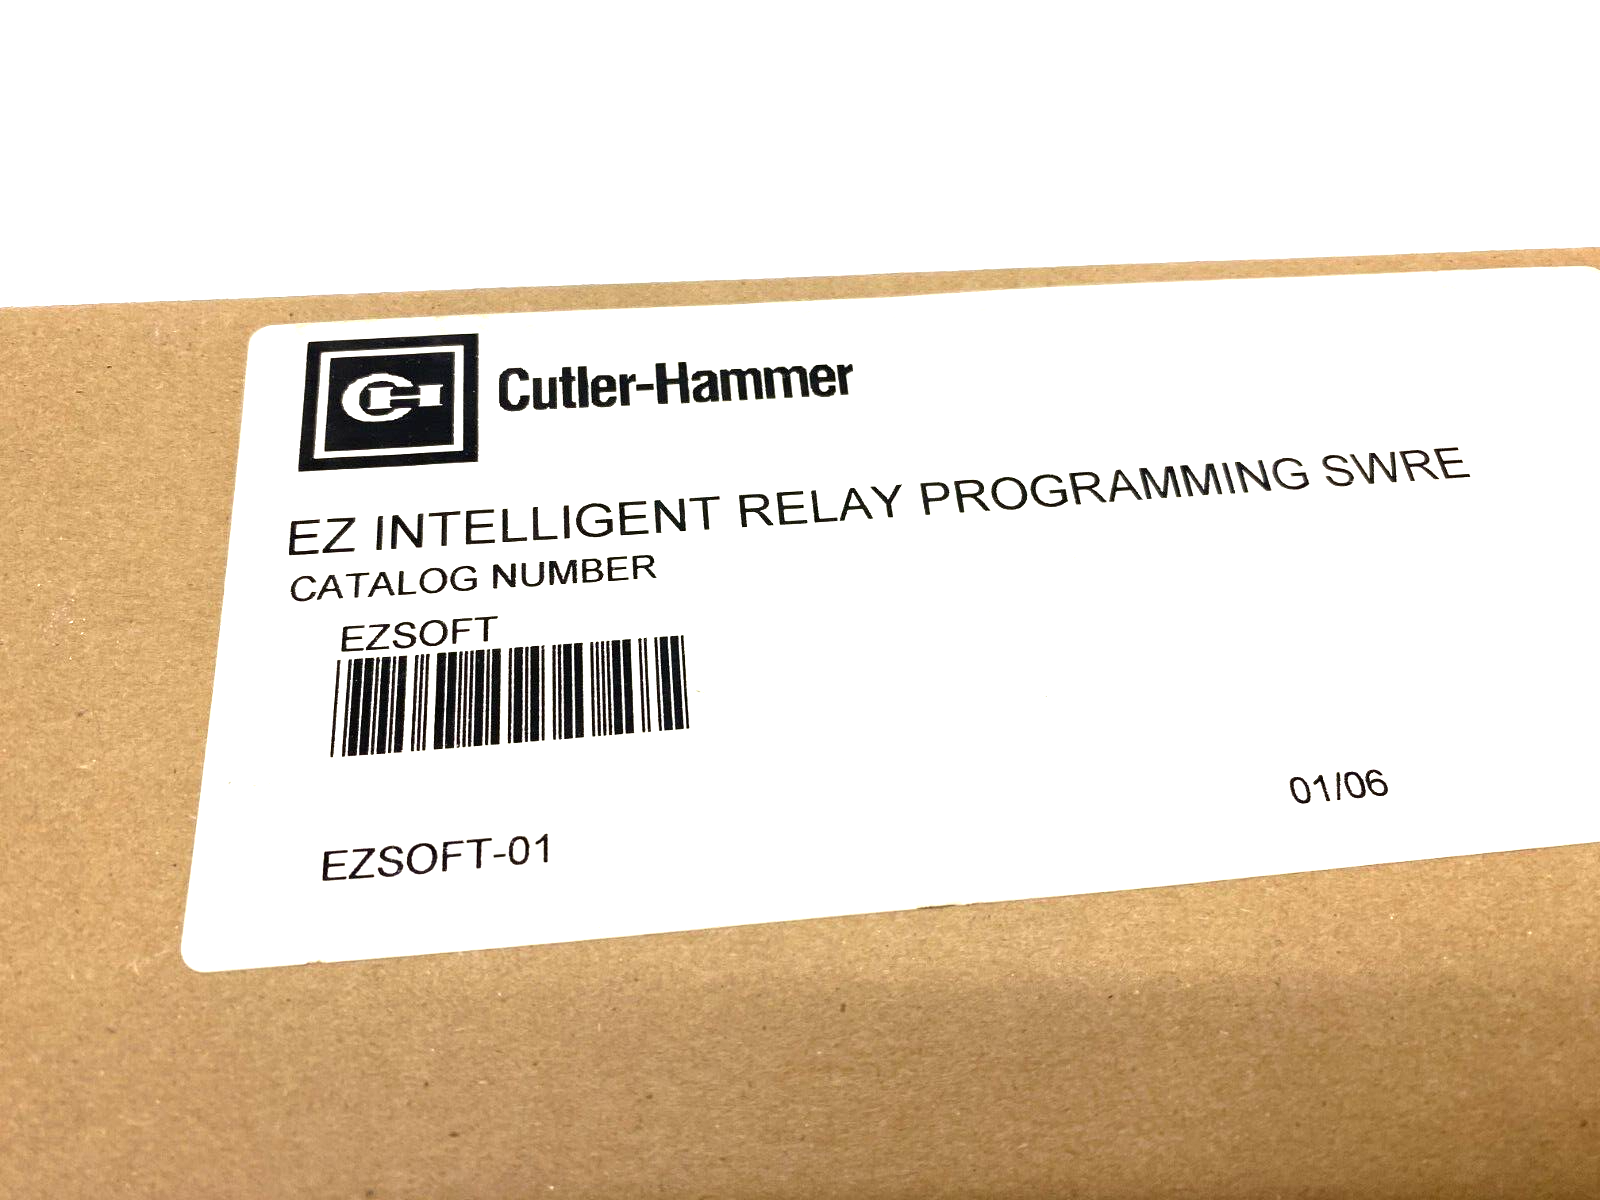 Cutler-Hammer
EZ INTELLIGENT RELAY PROGRAMMING SWRE
CATALOG NUMBER
EZSOFT
01/06
EZSOFT-01